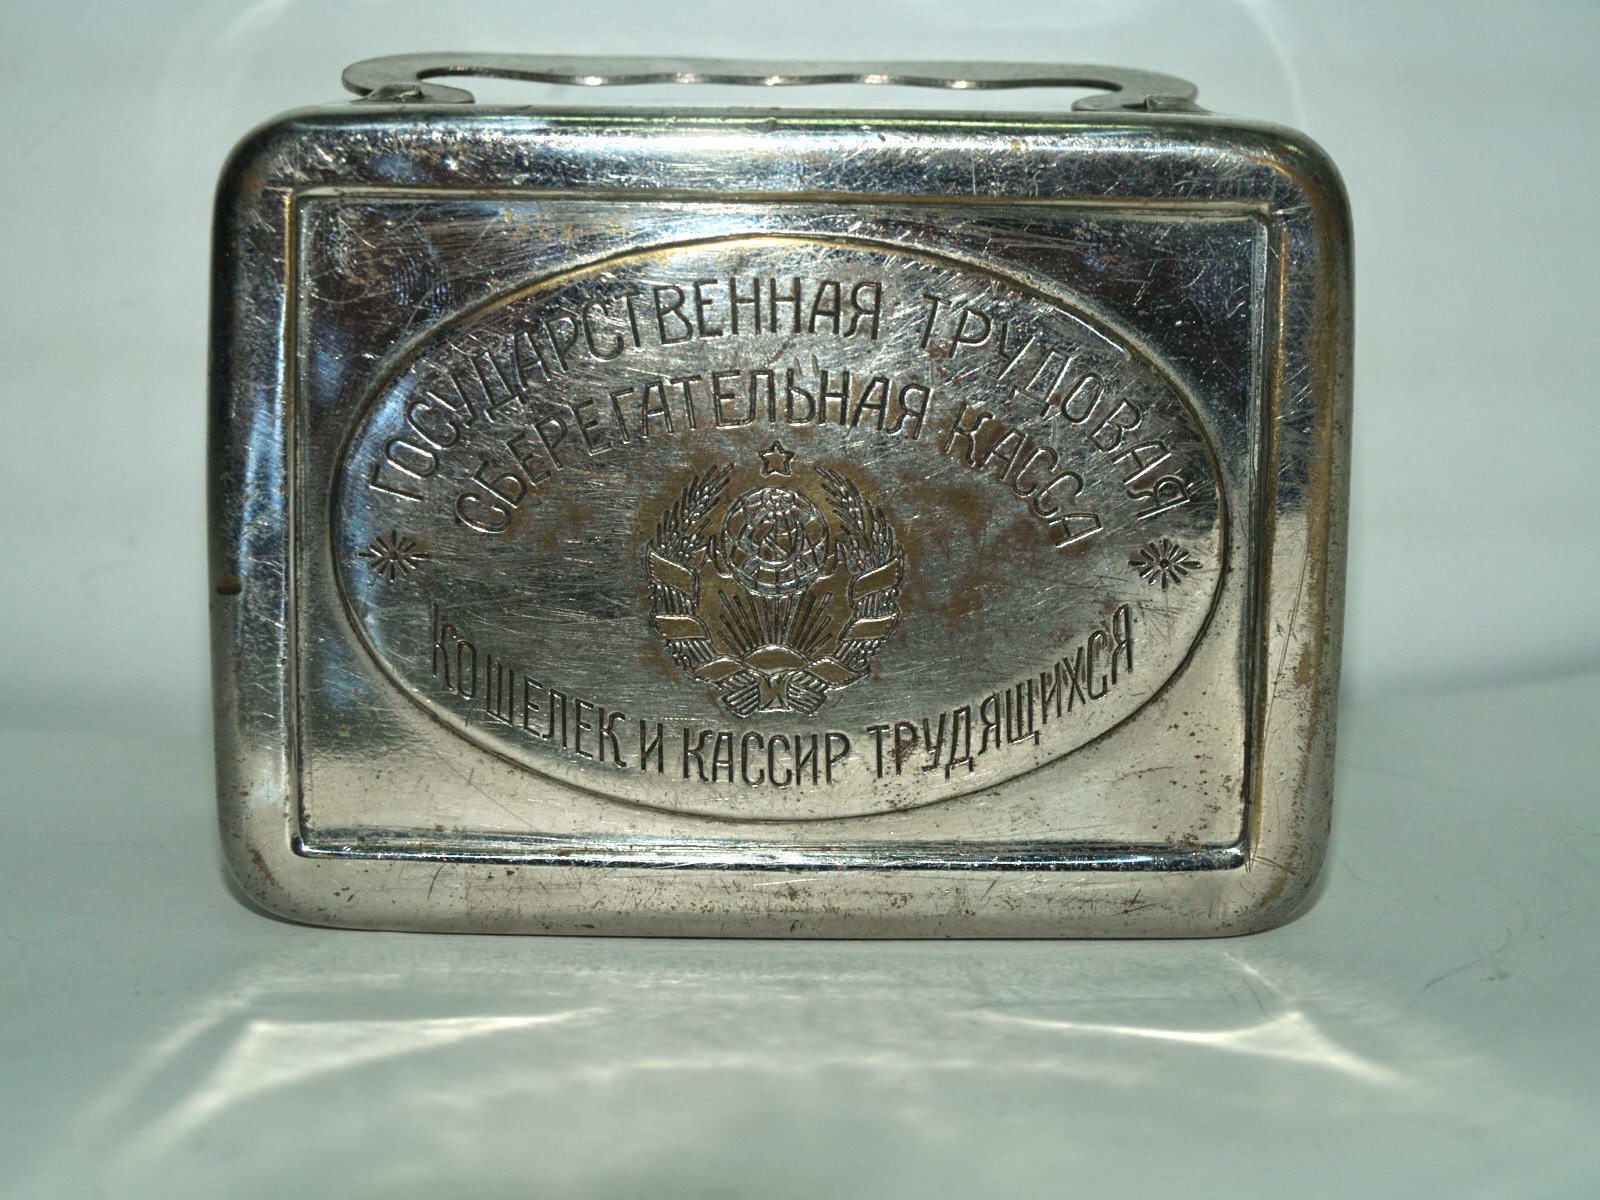 ГОСУДАРСТВЕННАЯ ТРУДОВАЯ
СБЕРЕГАТЕЛЬНАЯ КАССА
КОШЕЛЕК И КАССИР ТРУДЯЩИХСЯ